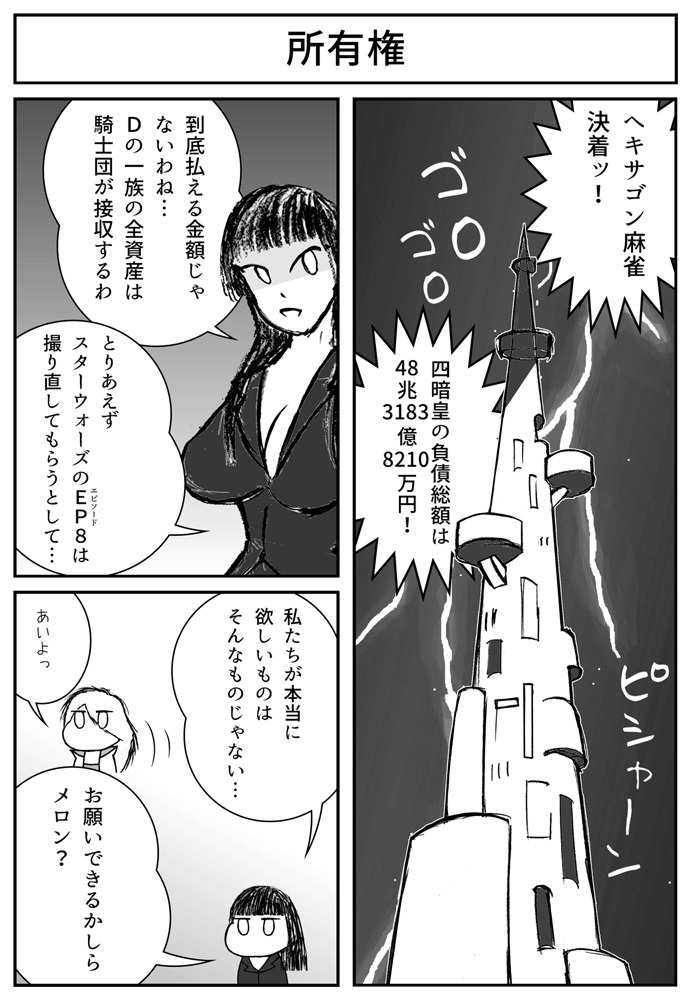 所有権
ヘキサゴン麻雀
決着ッ！
ゴゴ
四暗皇の負債総額は
48兆3183億8210万円！
ピシャーン
到底払える金額じゃ
ないわね…
Ｄの一族の全資産は
騎士団が接収するわ
とりあえず
スターウォーズのＥＰ８は
エピソード
撮り直してもらうとして…
私たちが本当に
欲しいものは
そんなものじゃない…
あいよっ
お願いできるかしら
メロン？